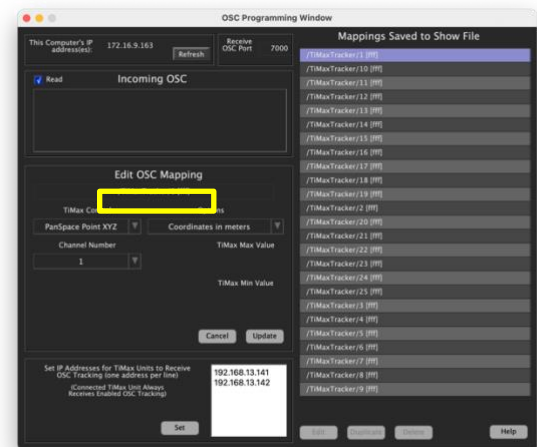 OSC Programming Window
This Computer's IP address(es):
172.16.9.163
Refresh
Receive OSC Port
7000
Read
Incoming OSC
Edit OSC Mapping
PanSpace Point XYZ
Coordinates in meters
Channel Number
TiMax Max Value
1
TiMax Min Value
Cancel
Update
Set IP Addresses for TiMax Units to Receive
OSC Tracking (one address per line)
(Connected TiMax Unit Always
Receives Enabled OSC Tracking)
Set
192.168.13.141
192.168.13.142
Mappings Saved to Show File
/TiMaxTracker/1 [fff]
/TiMaxTracker/10 [fff]
/TiMaxTracker/11 [fff]
/TiMaxTracker/12 [fff]
/TiMaxTracker/13 [fff]
/TiMaxTracker/14 [fff]
/TiMaxTracker/15 [fff]
/TiMaxTracker/16 [fff]
/TiMaxTracker/17 [fff]
/TiMaxTracker/18 [fff]
/TiMaxTracker/19 [fff]
/TiMaxTracker/2 [fff]
/TiMaxTracker/20 [fff]
/TiMaxTracker/21 [fff]
/TiMaxTracker/22 [fff]
/TiMaxTracker/23 [fff]
/TiMaxTracker/24 [fff]
/TiMaxTracker/25 [fff]
/TiMaxTracker/3 [fff]
/TiMaxTracker/4 [fff]
/TiMaxTracker/5 [fff]
/TiMaxTracker/6 [fff]
/TiMaxTracker/7 [fff]
/TiMaxTracker/8 [fff]
/TiMaxTracker/9 [fff]
Edit
Duplicate
Delete
Help